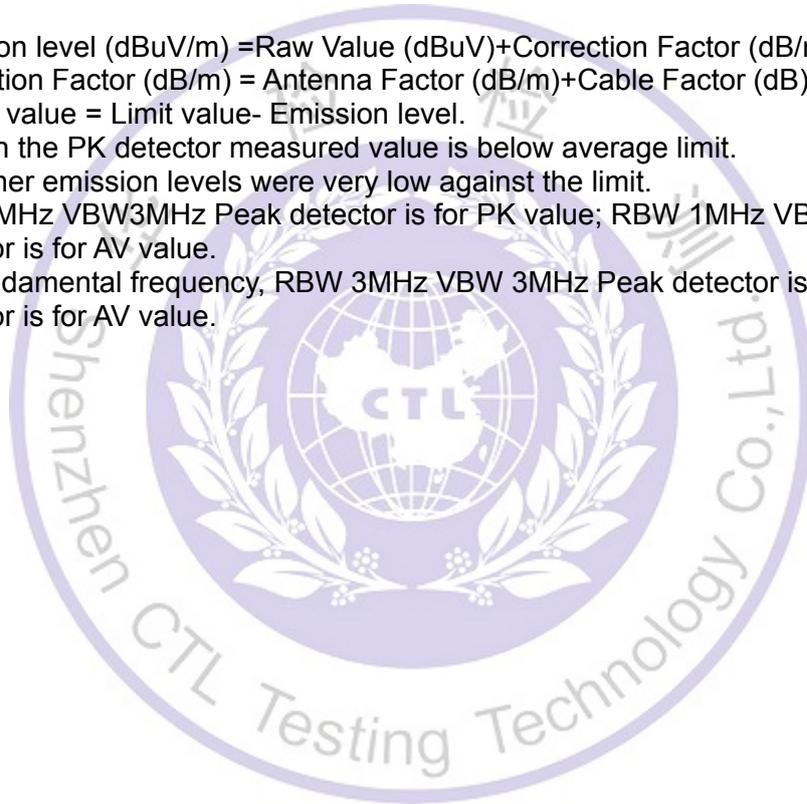 on level (dBuV/m) =Raw Value (dBuV)+Correction Factor (dB/
tion Factor (dB/m) = Antenna Factor (dB/m)+Cable Factor (dB)
value = Limit value- Emission level.
the PK detector measured value is below average limit.
her emission levels were very low against the limit.
MHz VBW3MHz Peak detector is for PK value; RBW 1MHz VB
or is for AV value.
damental frequency, RBW 3MHz VBW 3MHz Peak detector is
or is for AV value.
检 测
CTL
Shenzhen CTL Testing Technology Co.,Ltd.